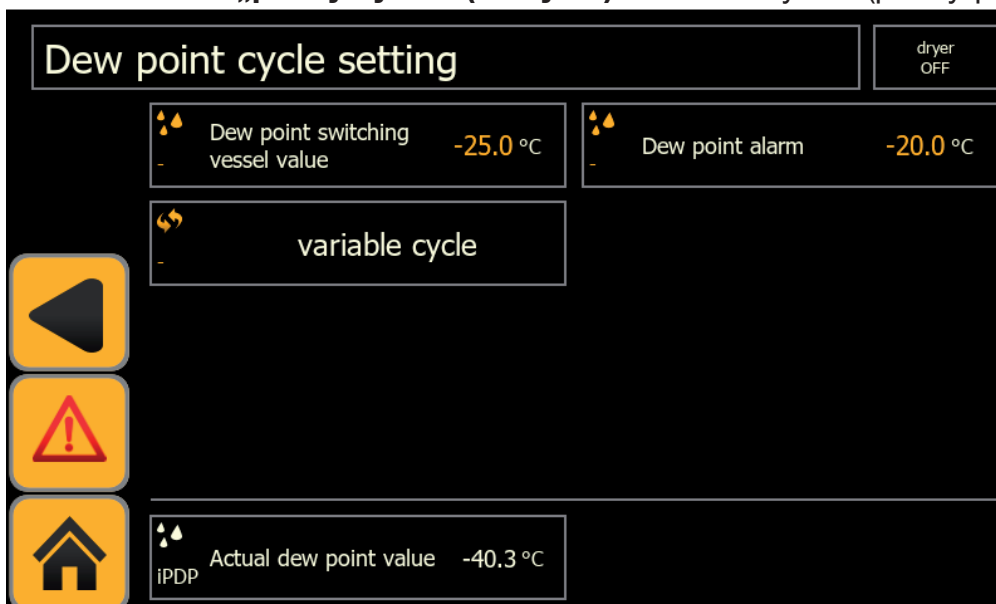 Dew point cycle setting
dryer
OFF
Dew point switching
vessel value
-25.0 °C
-
Dew point alarm
-20.0 °C
-
variable cycle
-
Actual dew point value
-40.3 °C
iPDP